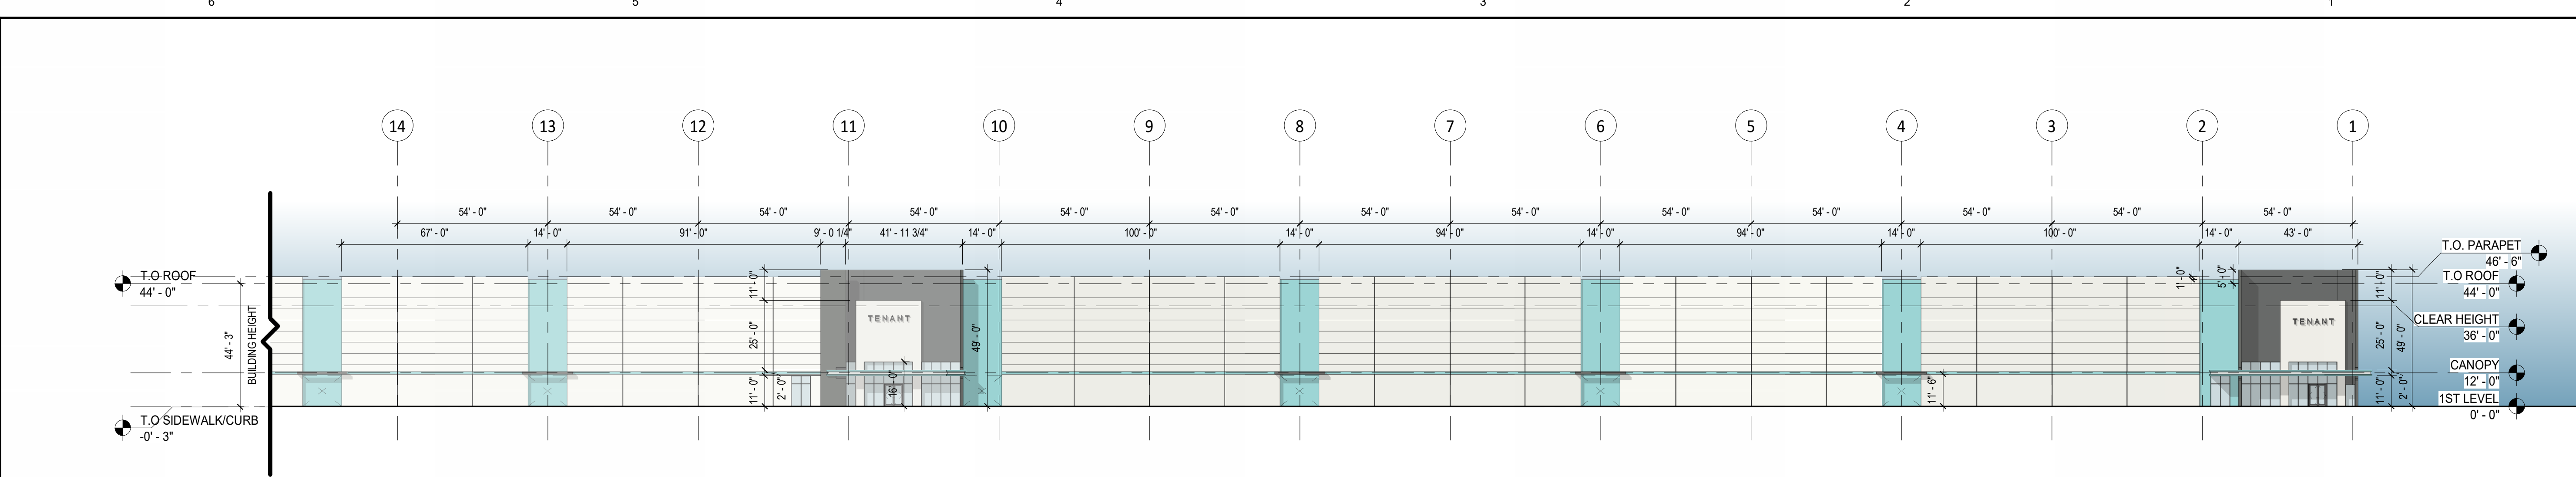 6 5 4 3 2 1
14 13 12 11 10 9 8 7 6 5 4 3 2 1
54' - 0" 54' - 0" 54' - 0" 54' - 0" 54' - 0" 54' - 0" 54' - 0" 54' - 0" 54' - 0" 54' - 0" 54' - 0" 54' - 0" 54' - 0"
67' - 0" 14' - 0" 91' - 0" 9' - 0 1/4" 41' - 11 3/4" 14' - 0" 100' - 0" 14' - 0" 94' - 0" 14' - 0" 94' - 0" 14' - 0" 100' - 0" 14' - 0" 43' - 0"
T.O ROOF
44' - 0"
44' - 3"
BUILDING HEIGHT
T.O SIDEWALK/CURB
-0' - 3"
11' - 0"
25' - 0"
11' - 0"
2' - 0"
TENANT
16' - 0"
49' - 0"
11' - 6"
1' - 0"
5' - 0"
TENANT
11' - 0"
25' - 0"
49' - 0"
11' - 0"
2' - 0"
T.O. PARAPET
46' - 6"
T.O ROOF
44' - 0"
CLEAR HEIGHT
36' - 0"
CANOPY
12' - 0"
1ST LEVEL
0' - 0"